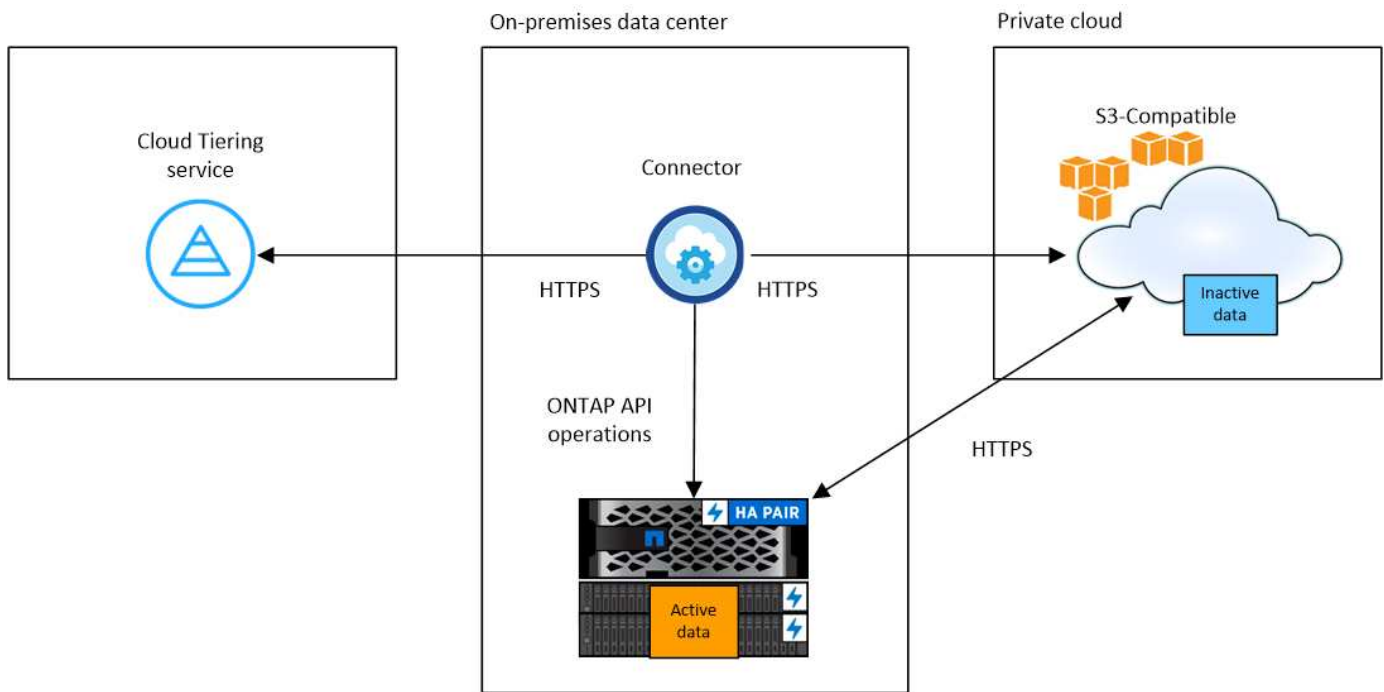 On-premises data center
Private cloud
Cloud Tiering
service
Connector
S3-Compatible
HTTPS
HTTPS
Inactive
data
ONTAP API
operations
HTTPS
HA PAIR
Active
data